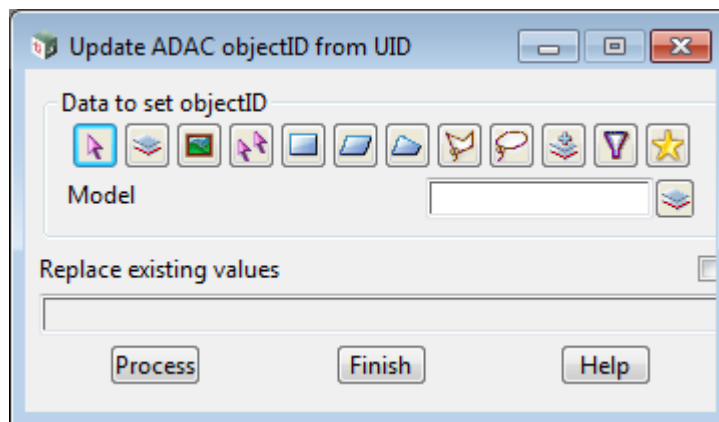 Update ADAC objectID from UID
Data to set objectID
Model
Replace existing values
Process Finish Help